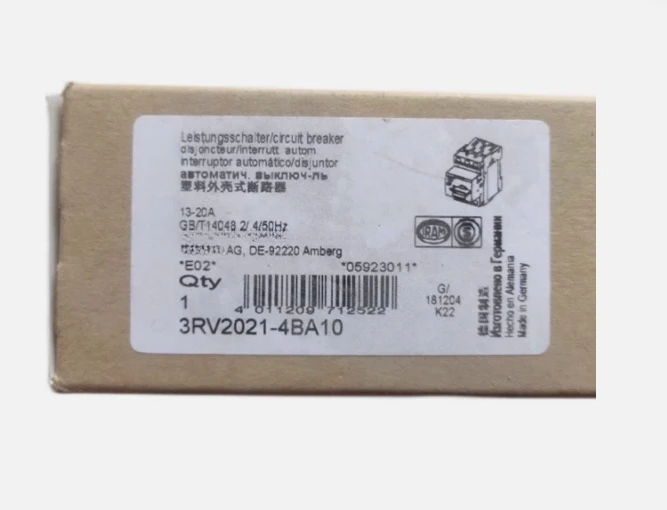 Leistungsschalter/circuit breaker
disjoncteur/interrutt autom.
interruptor automático/disjuntor
автоматич. выключ-ль
塑料外壳式断路器
13-20A
GB/T14048.2/.4/50Hz
AG, DE-92220 Amberg
*E02* *05923011*
Qty
1
4 011209 712522
3RV2021-4BA10
IRAM S
G/
181204
K22
德国制造
Изготовлено в Германии
Hecho en Alemania
Made in Germany